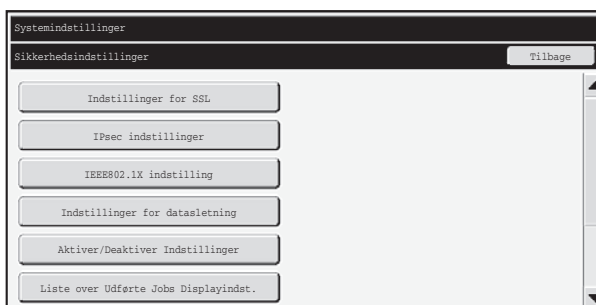 Systemindstillinger
Sikkerhedsindstillinger
Tilbage
Indstillinger for SSL
IPsec indstillinger
IEEE802.1X indstilling
Indstillinger for datasletning
Aktiver/Deaktiver Indstillinger
Liste over Udførte Jobs Displayindst.